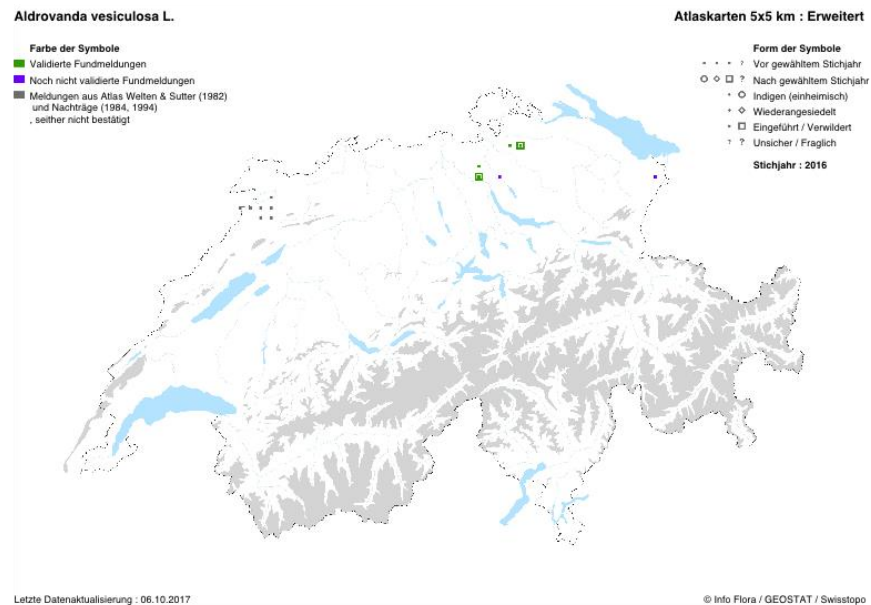 Aldrovanda vesiculosa L.
Atlaskarten 5x5 km : Erweitert
Farbe der Symbole
Validierte Fundmeldungen
Noch nicht validierte Fundmeldungen
Meldungen aus Atlas Welten & Sutter (1982)
und Nachträge (1984, 1994)
, seither nicht bestätigt
Form der Symbole
? Vor gewähltem Stichjahr
? Nach gewähltem Stichjahr
Indigen (einheimisch)
Wiederangesiedelt
Eingeführt / Verwildert
? ? Unsicher / Fraglich
Stichjahr : 2016
Letzte Datenaktualisierung : 06.10.2017
© Info Flora / GEOSTAT / Swisstopo